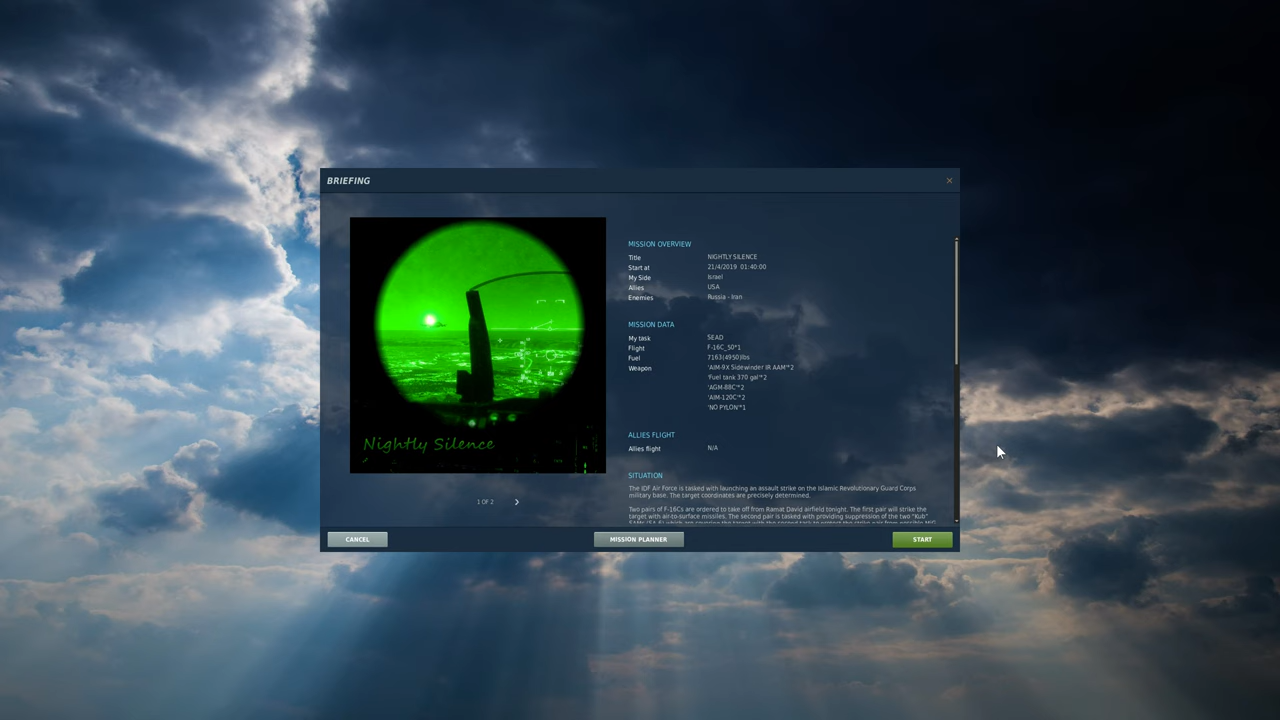 BRIEFING
MISSION OVERVIEW
Title NIGHTLY SILENCE
Start at 21/4/2019 01:40:00
My Side Israel
Allies USA
Enemies Russia - Iran
MISSION DATA
My task SEAD
Flight F-16C_50*1
Fuel 7163(4950)lbs
Weapon 'AIM-9X Sidewinder IR AAM'*2
'Fuel tank 370 gal'*2
'AGM-88C'*2
'AIM-120C'*2
'NO PYLON'*1
ALLIES FLIGHT
Allies flight N/A
SITUATION
The IDF Air Force is tasked with launching an assault strike on the Islamic Revolutionary Guard Corps
military base. The target coordinates are precisely determined.
Two pairs of F-16Cs are ordered to take off from Ramat David airfield tonight. The first pair will strike the
target with air-to-surface missiles. The second pair is tasked with providing suppression of the two "Kub"
Nightly Silence
1 OF 2
CANCEL
MISSION PLANNER
START